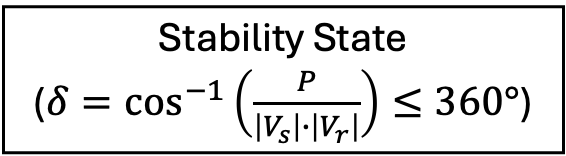 Stability State
(δ = cos⁻¹ (P / |Vₛ|·|Vᵣ|) ≤ 360°)